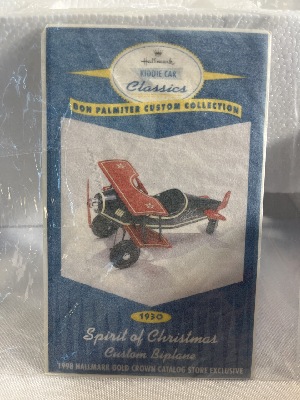 Hallmark
KIDDIE CAR
Classics
DON PALMITER CUSTOM COLLECTION
1930
Spirit of Christmas
Custom Biplane
1998 HALLMARK GOLD CROWN CATALOG STORE EXCLUSIVE